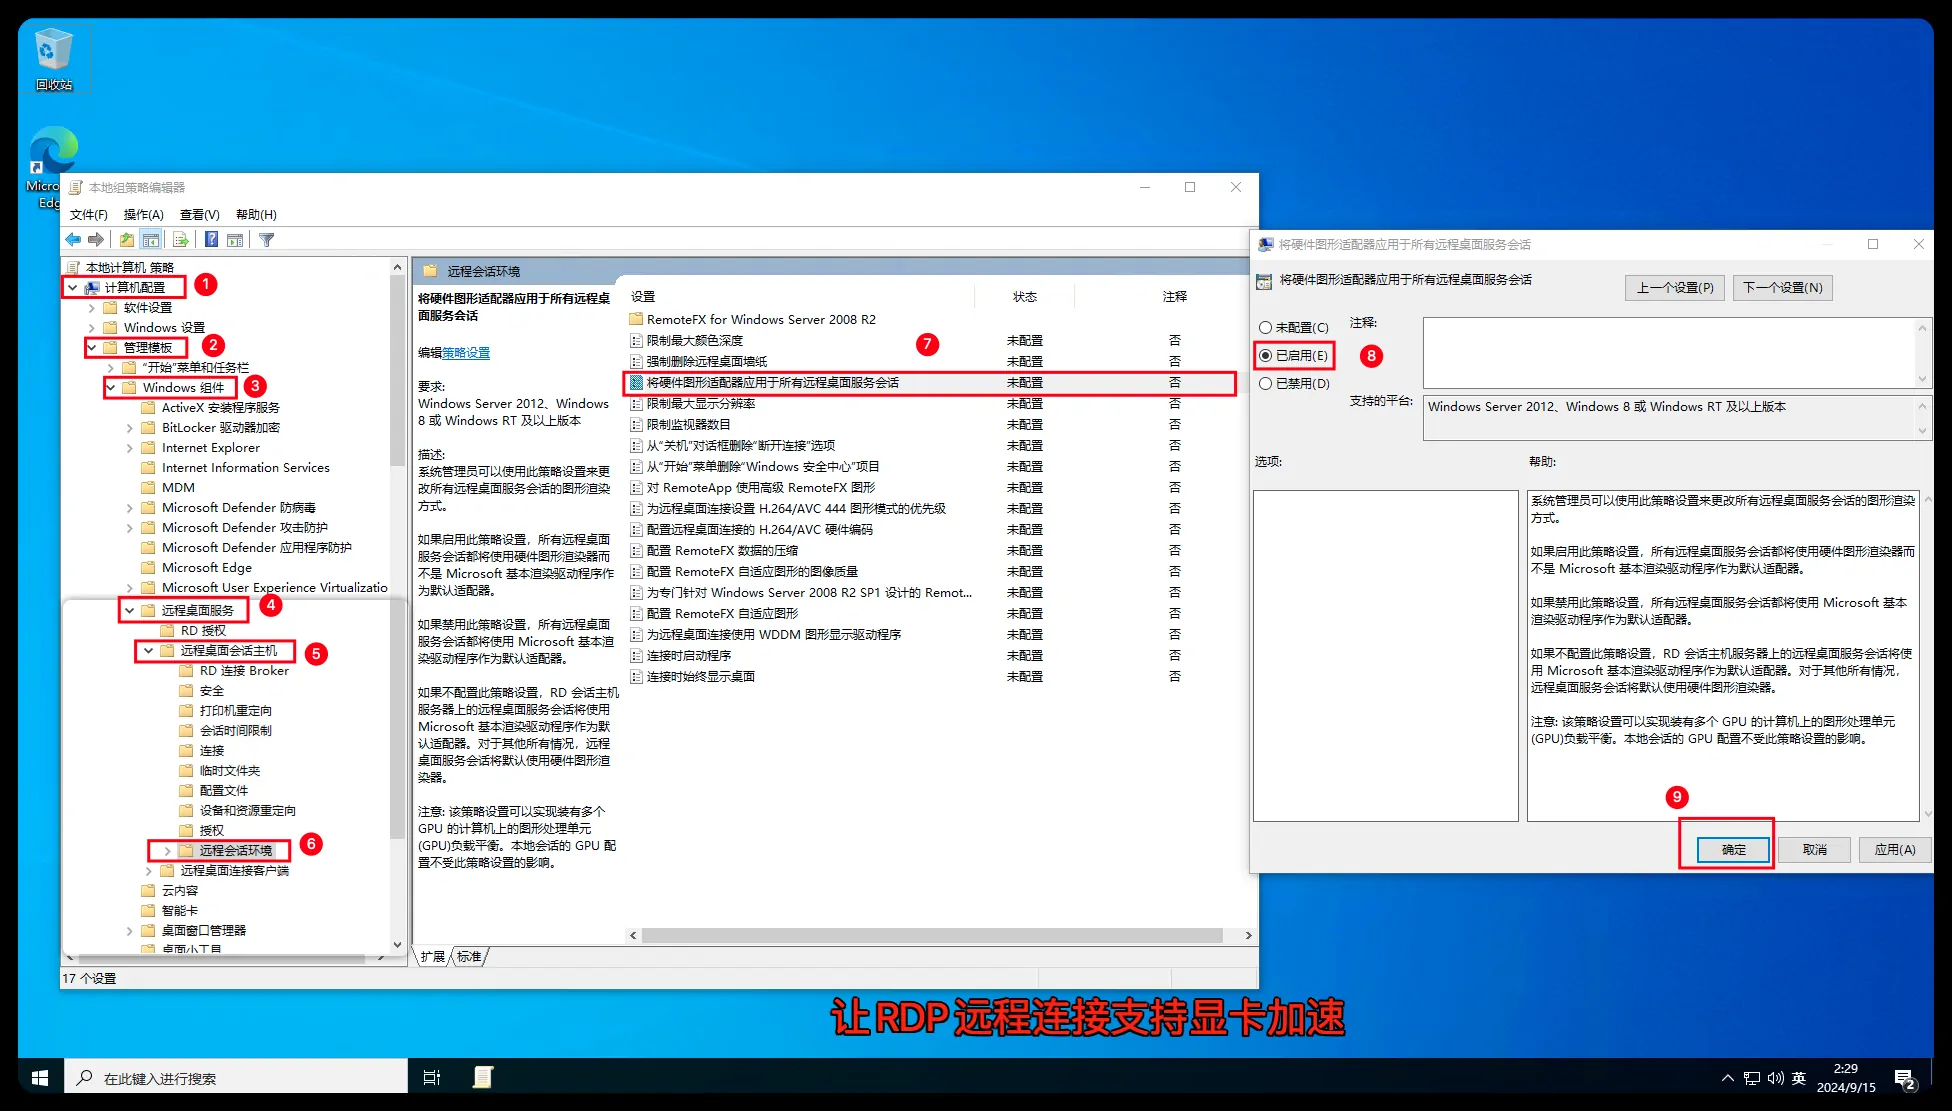 回收站
Micro
Edg
本地组策略编辑器
文件(F) 操作(A) 查看(V) 帮助(H)
本地计算机 策略
计算机配置 1
软件设置
Windows 设置
管理模板 2
“开始”菜单和任务栏
Windows 组件 3
ActiveX 安装程序服务
BitLocker 驱动器加密
Internet Explorer
Internet Information Services
MDM
Microsoft Defender 防病毒
Microsoft Defender 攻击防护
Microsoft Defender 应用程序防护
Microsoft Edge
Microsoft User Experience Virtualizatio
远程桌面服务 4
RD 授权
远程桌面会话主机 5
RD 连接 Broker
安全
打印机重定向
会话时间限制
连接
临时文件夹
配置文件
设备和资源重定向
授权
远程会话环境 6
远程桌面连接客户端
云内容
智能卡
桌面窗口管理器
桌面小工具
17 个设置
远程会话环境
将硬件图形适配器应用于所有远程桌
面服务会话
编辑策略设置
要求:
Windows Server 2012、Windows
8 或 Windows RT 及以上版本
描述:
系统管理员可以使用此策略设置来更
改所有远程桌面服务会话的图形渲染
方式。
如果启用此策略设置，所有远程桌面
服务会话都将使用硬件图形渲染器而
不是 Microsoft 基本渲染驱动程序作
为默认适配器。
如果禁用此策略设置，所有远程桌面
服务会话都将使用 Microsoft 基本渲
染驱动程序作为默认适配器。
如果不配置此策略设置，RD 会话主机
服务器上的远程桌面服务会话将使用
Microsoft 基本渲染驱动程序作为默
认适配器。对于其他所有情况，远程
桌面服务会话将默认使用硬件图形渲
染器。
注意: 该策略设置可以实现装有多个
GPU 的计算机上的图形处理单元
(GPU)负载平衡。本地会话的 GPU 配
置不受此策略设置的影响。
设置 状态 注释
RemoteFX for Windows Server 2008 R2
限制最大颜色深度 7 未配置 否
强制删除远程桌面墙纸 未配置 否
将硬件图形适配器应用于所有远程桌面服务会话 未配置 否
限制最大显示分辨率 未配置 否
限制监视器数目 未配置 否
从“关机”对话框删除“断开连接”选项 未配置 否
从“开始”菜单删除“Windows 安全中心”项目 未配置 否
对 RemoteApp 使用高级 RemoteFX 图形 未配置 否
为远程桌面连接设置 H.264/AVC 444 图形模式的优先级 未配置 否
配置远程桌面连接的 H.264/AVC 硬件编码 未配置 否
配置 RemoteFX 数据的压缩 未配置 否
配置 RemoteFX 自适应图形的图像质量 未配置 否
为专门针对 Windows Server 2008 R2 SP1 设计的 Remot... 未配置 否
配置 RemoteFX 自适应图形 未配置 否
为远程桌面连接使用 WDDM 图形显示驱动程序 未配置 否
连接时启动程序 未配置 否
连接时始终显示桌面 未配置 否
扩展 标准
将硬件图形适配器应用于所有远程桌面服务会话
将硬件图形适配器应用于所有远程桌面服务会话
上一个设置(P) 下一个设置(N)
未配置(C) 注释:
已启用(E) 8
已禁用(D)
支持的平台: Windows Server 2012、Windows 8 或 Windows RT 及以上版本
选项: 帮助:
系统管理员可以使用此策略设置来更改所有远程桌面服务会话的图形渲染
方式。
如果启用此策略设置，所有远程桌面服务会话都将使用硬件图形渲染器而
不是 Microsoft 基本渲染驱动程序作为默认适配器。
如果禁用此策略设置，所有远程桌面服务会话都将使用 Microsoft 基本
渲染驱动程序作为默认适配器。
如果不配置此策略设置，RD 会话主机服务器上的远程桌面服务会话将使
用 Microsoft 基本渲染驱动程序作为默认适配器。对于其他所有情况，
远程桌面服务会话将默认使用硬件图形渲染器。
注意: 该策略设置可以实现装有多个 GPU 的计算机上的图形处理单元
(GPU)负载平衡。本地会话的 GPU 配置不受此策略设置的影响。
9
确定 取消 应用(A)
让 RDP 远程连接支持显卡加速
在此键入进行搜索
英
2:29
2024/9/15
2